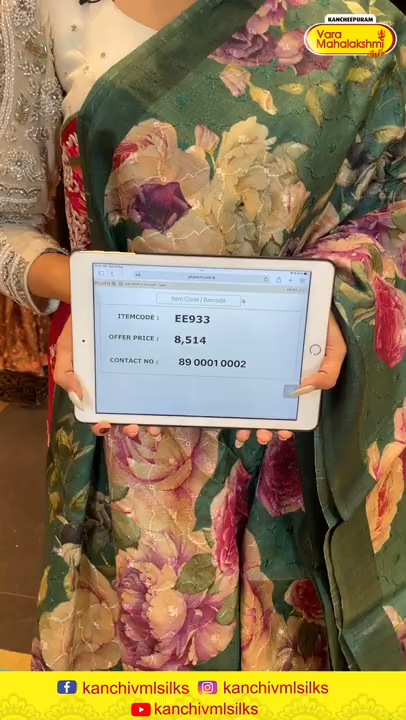 KANCHEEPURAM
Vara
Mahalakshmi
Silks
Item Code / Barcode
ITEMCODE : EE933
OFFER PRICE : 8,514
CONTACT NO : 89 0001 0002
kanchivmlsilks kanchivmlsilks
kanchivmlsilks